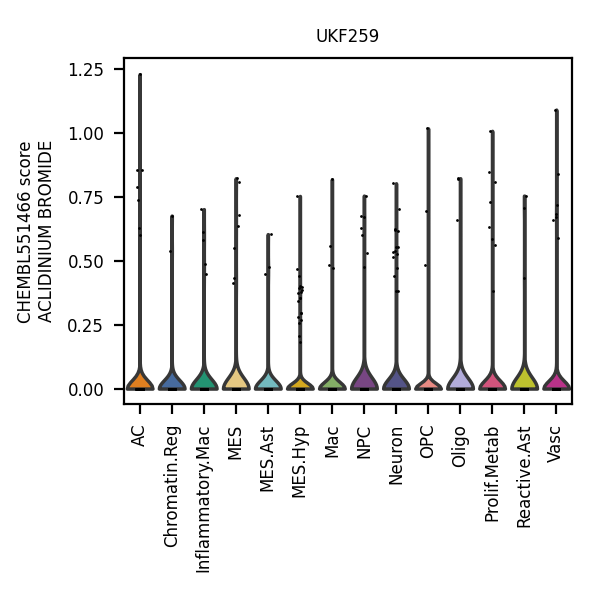 UKF259
CHEMBL551466 score
ACLIDINIUM BROMIDE
1.25
1.00
0.75
0.50
0.25
0.00
AC
Chromatin.Reg
Inflammatory.Mac
MES
MES.Ast
MES.Hyp
Mac
NPC
Neuron
OPC
Oligo
Prolif.Metab
Reactive.Ast
Vasc